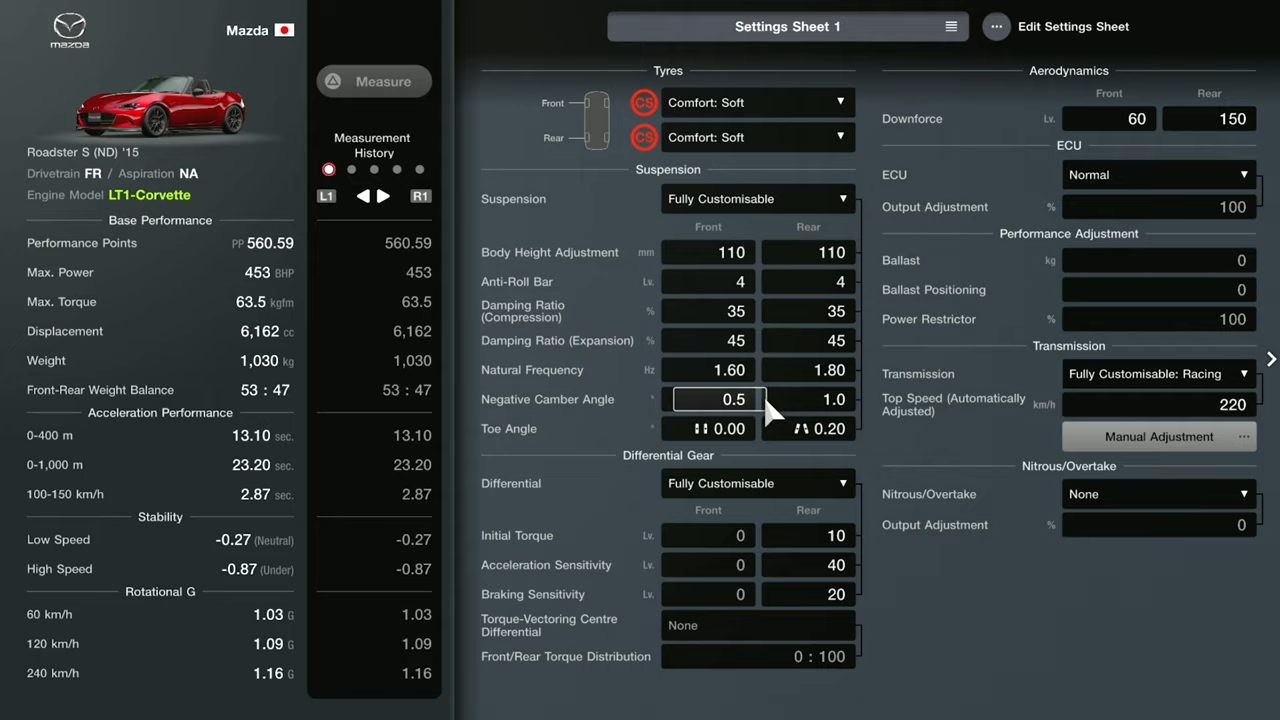 mazda
Mazda
Roadster S (ND) '15
Drivetrain FR / Aspiration NA
Engine Model LT1-Corvette
Base Performance
Performance Points PP 560.59
Max. Power 453 BHP
Max. Torque 63.5 kgfm
Displacement 6,162 cc
Weight 1,030 kg
Front-Rear Weight Balance 53 : 47
Acceleration Performance
0-400 m 13.10 sec.
0-1,000 m 23.20 sec.
100-150 km/h 2.87 sec.
Stability
Low Speed -0.27 (Neutral)
High Speed -0.87 (Under)
Rotational G
60 km/h 1.03 G
120 km/h 1.09 G
240 km/h 1.16 G
Measure
Measurement
History
L1 R1
560.59
453
63.5
6,162
1,030
53 : 47
13.10
23.20
2.87
-0.27
-0.87
1.03
1.09
1.16
Settings Sheet 1
Edit Settings Sheet
Tyres
Front CS Comfort: Soft
Rear CS Comfort: Soft
Suspension
Suspension Fully Customisable
Front Rear
Body Height Adjustment mm 110 110
Anti-Roll Bar Lv. 4 4
Damping Ratio
(Compression) % 35 35
Damping Ratio (Expansion) % 45 45
Natural Frequency Hz 1.60 1.80
Negative Camber Angle ° 0.5 1.0
Toe Angle ° 0.00 0.20
Differential Gear
Differential Fully Customisable
Front Rear
Initial Torque Lv. 0 10
Acceleration Sensitivity Lv. 0 40
Braking Sensitivity Lv. 0 20
Torque-Vectoring Centre
Differential None
Front/Rear Torque Distribution 0 : 100
Aerodynamics
Front Rear
Downforce Lv. 60 150
ECU
ECU Normal
Output Adjustment % 100
Performance Adjustment
Ballast kg 0
Ballast Positioning 0
Power Restrictor % 100
Transmission
Transmission Fully Customisable: Racing
Top Speed (Automatically
Adjusted) km/h 220
Manual Adjustment
Nitrous/Overtake
Nitrous/Overtake None
Output Adjustment % 0